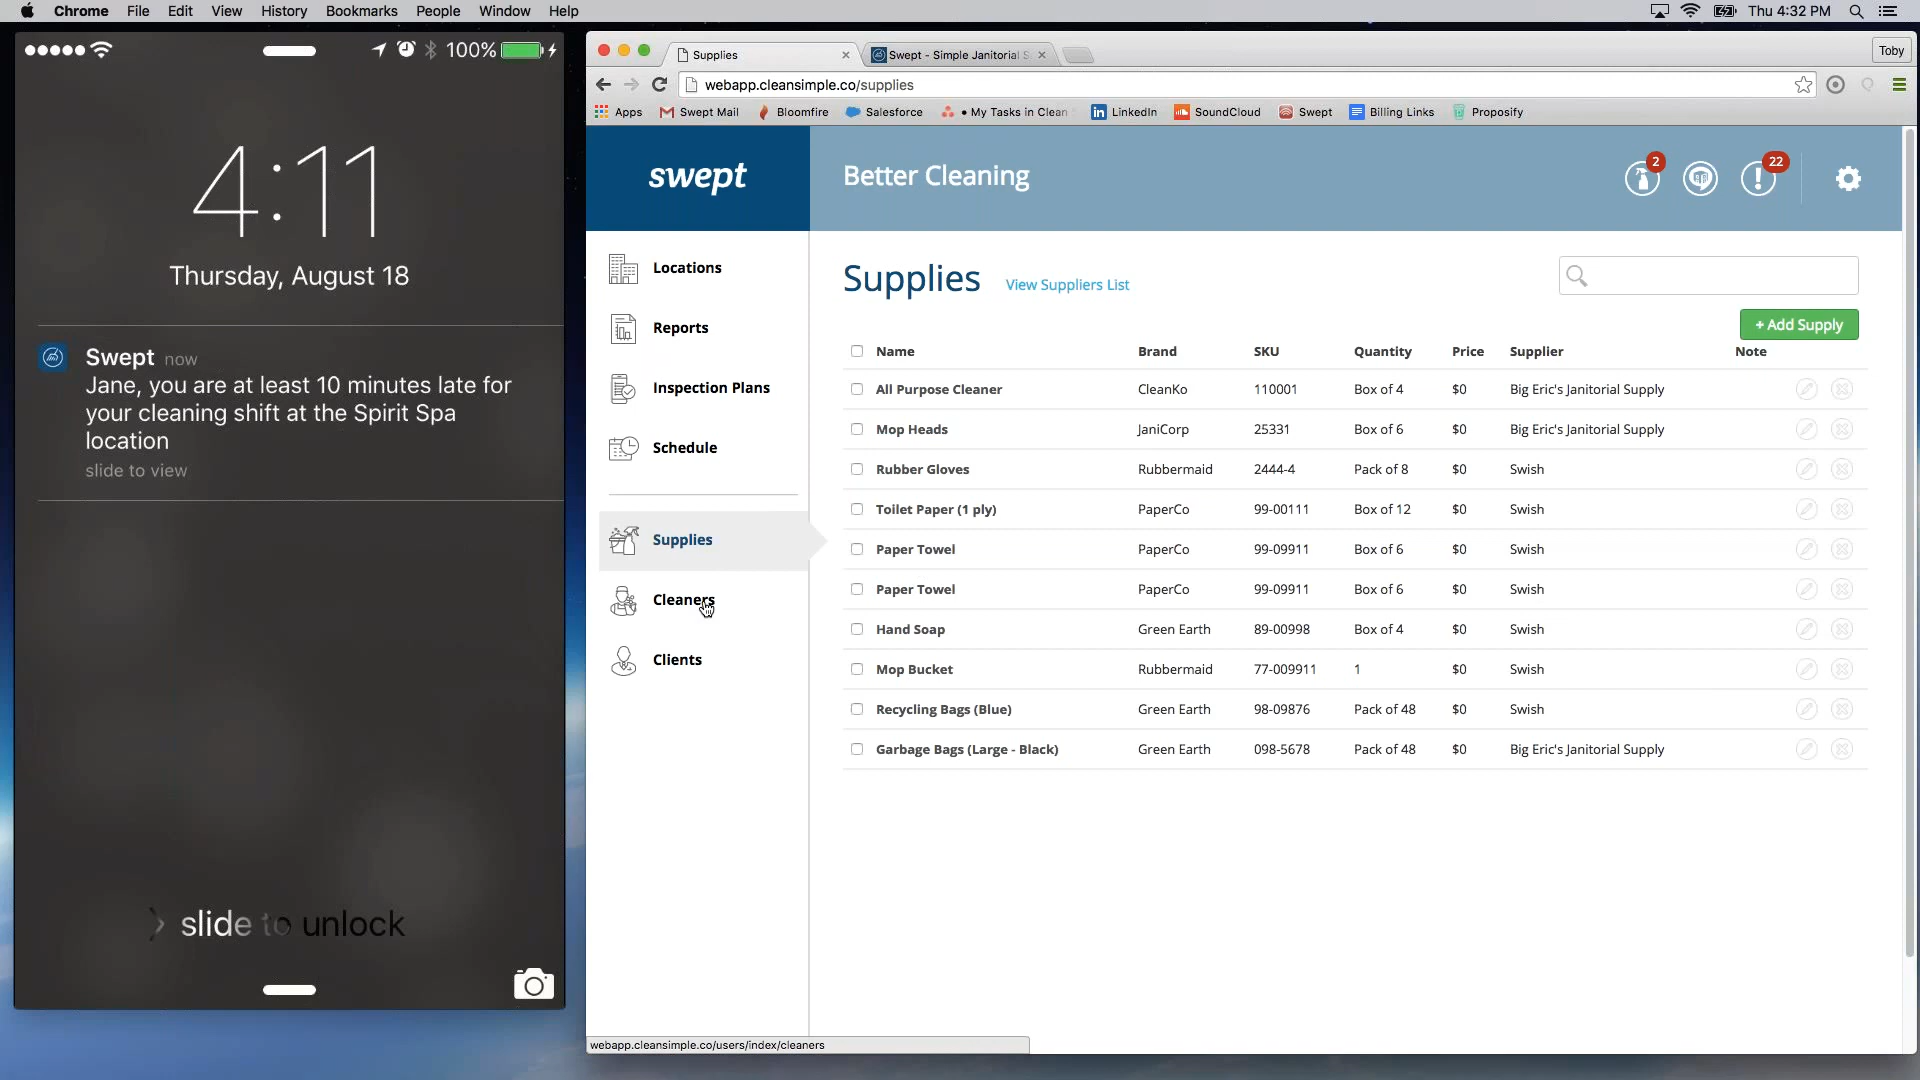 Chrome File Edit View History Bookmarks People Window Help
Thu 4:32 PM
100%
4:11
Thursday, August 18
Swept now
Jane, you are at least 10 minutes late for
your cleaning shift at the Spirit Spa
location
slide to view
slide to unlock
Supplies
Swept - Simple Janitorial S
Toby
webapp.cleansimple.co/supplies
Apps Swept Mail Bloomfire Salesforce • My Tasks in Clean LinkedIn SoundCloud Swept Billing Links Proposify
swept
Better Cleaning
2
22
Locations
Reports
Inspection Plans
Schedule
Supplies
Cleaners
Clients
Supplies View Suppliers List
+ Add Supply
Name Brand SKU Quantity Price Supplier Note
All Purpose Cleaner CleanKo 110001 Box of 4 $0 Big Eric's Janitorial Supply
Mop Heads JaniCorp 25331 Box of 6 $0 Big Eric's Janitorial Supply
Rubber Gloves Rubbermaid 2444-4 Pack of 8 $0 Swish
Toilet Paper (1 ply) PaperCo 99-00111 Box of 12 $0 Swish
Paper Towel PaperCo 99-09911 Box of 6 $0 Swish
Paper Towel PaperCo 99-09911 Box of 6 $0 Swish
Hand Soap Green Earth 89-00998 Box of 4 $0 Swish
Mop Bucket Rubbermaid 77-009911 1 $0 Swish
Recycling Bags (Blue) Green Earth 98-09876 Pack of 48 $0 Swish
Garbage Bags (Large - Black) Green Earth 098-5678 Pack of 48 $0 Big Eric's Janitorial Supply
webapp.cleansimple.co/users/index/cleaners